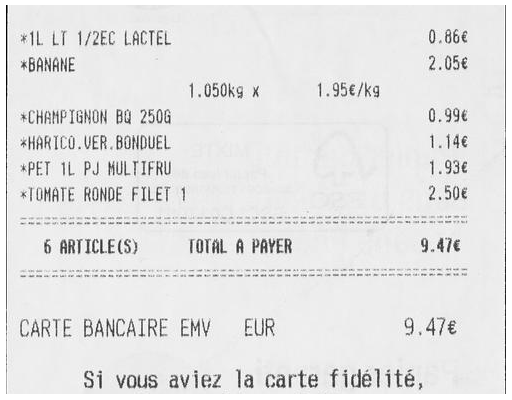 *1L LT 1/2EC LACTEL 0.86€
*BANANE 2.05€
1.050kg x 1.95€/kg
*CHAMPIGNON BQ 250G 0.99€
*HARICO.VER.BONDUEL 1.14€
*PET 1L PJ MULTIFRU 1.93€
*TOMATE RONDE FILET 1 2.50€
6 ARTICLE(S) TOTAL A PAYER 9.47€
CARTE BANCAIRE EMV EUR 9.47€
Si vous aviez la carte fidélité,